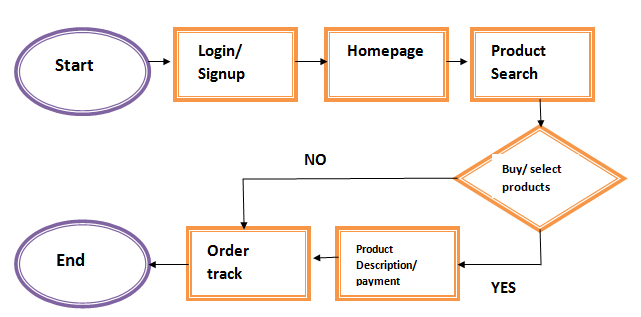 Start
Login/
Signup
Homepage
Product
Search
Buy/ select
products
NO
YES
Product
Description/
payment
Order
track
End